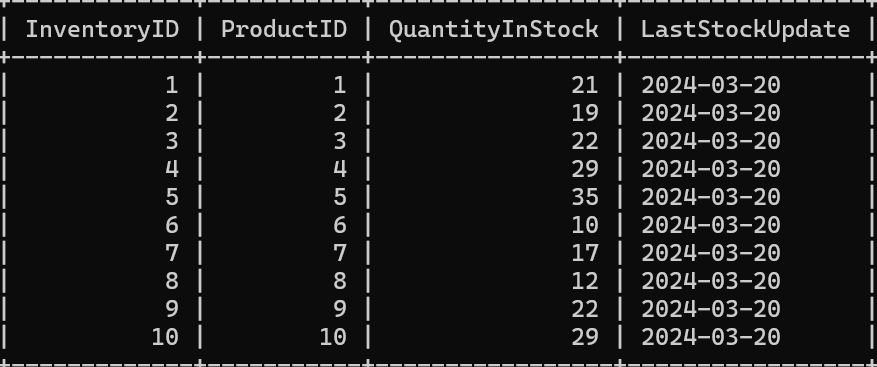 | InventoryID | ProductID | QuantityInStock | LastStockUpdate |
| 1 | 1 | 21 | 2024-03-20 |
| 2 | 2 | 19 | 2024-03-20 |
| 3 | 3 | 22 | 2024-03-20 |
| 4 | 4 | 29 | 2024-03-20 |
| 5 | 5 | 35 | 2024-03-20 |
| 6 | 6 | 10 | 2024-03-20 |
| 7 | 7 | 17 | 2024-03-20 |
| 8 | 8 | 12 | 2024-03-20 |
| 9 | 9 | 22 | 2024-03-20 |
| 10 | 10 | 29 | 2024-03-20 |